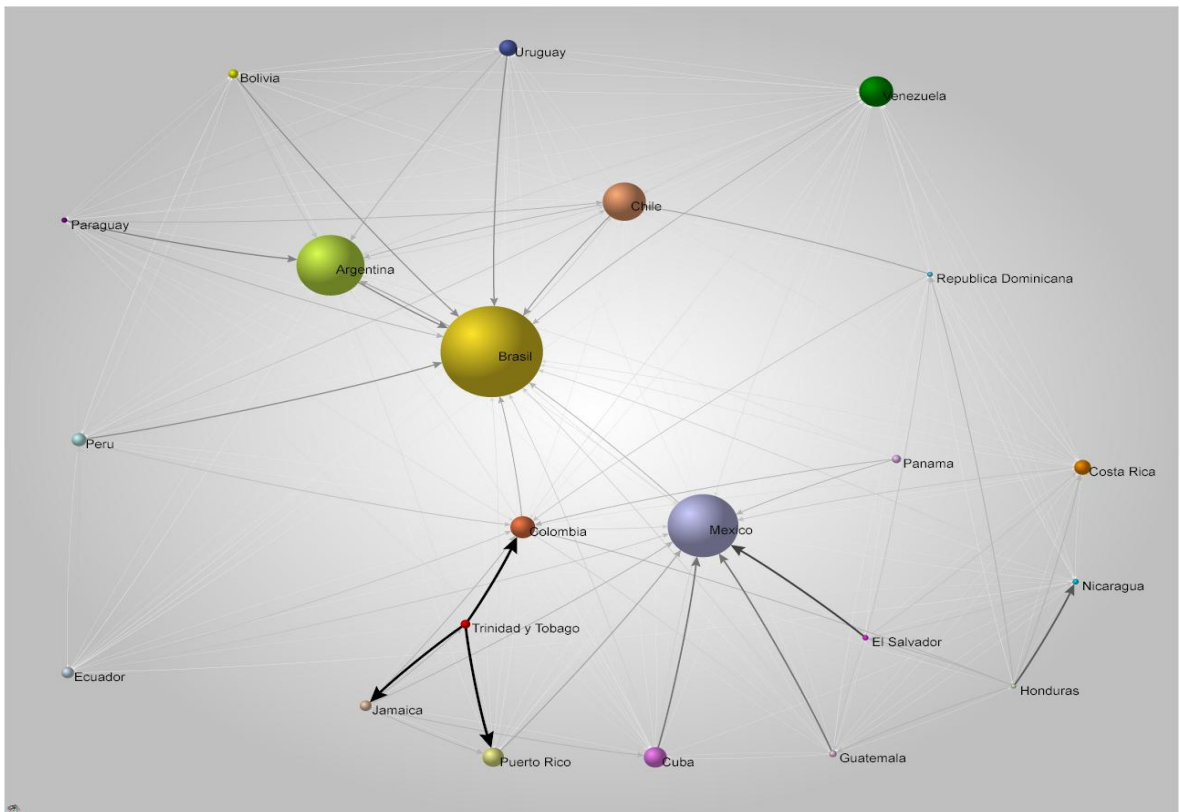 Uruguay
Bolivia
Venezuela
Chile
Paraguay
Argentina
Republica Dominicana
Brasil
Peru
Panama
Costa Rica
Colombia
Mexico
Nicaragua
Trinidad y Tobago
El Salvador
Ecuador
Honduras
Jamaica
Puerto Rico
Cuba
Guatemala